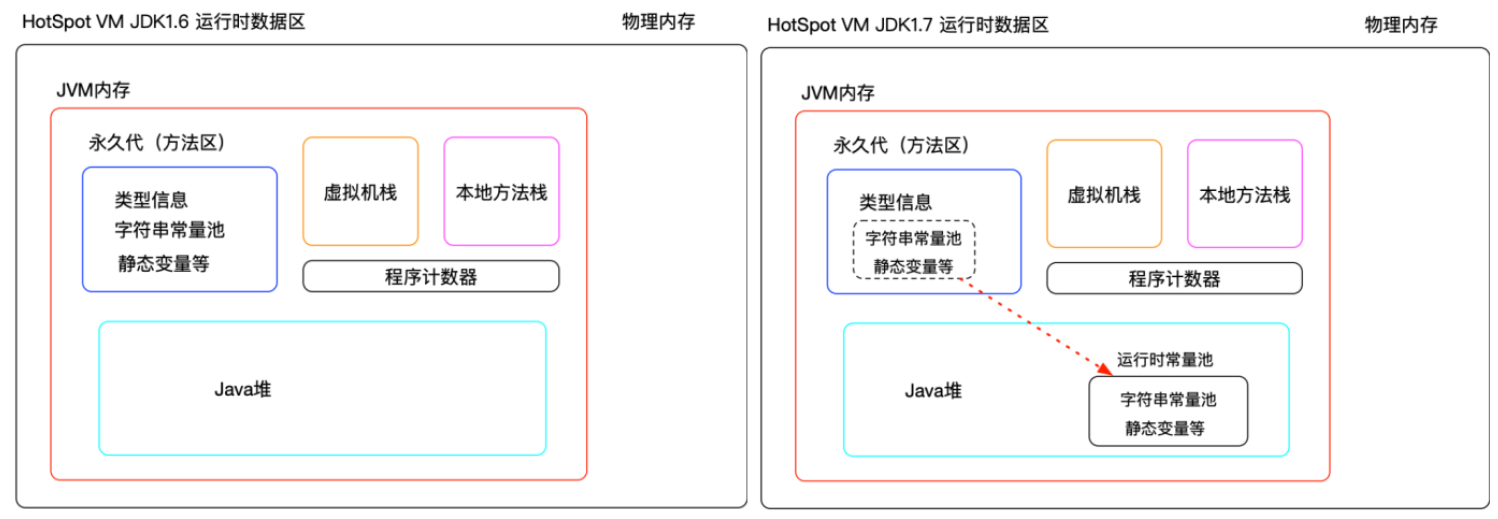 HotSpot VM JDK1.6 运行时数据区
物理内存
JVM内存
永久代（方法区）
类型信息
字符串常量池
静态变量等
虚拟机栈
本地方法栈
程序计数器
Java堆
HotSpot VM JDK1.7 运行时数据区
物理内存
JVM内存
永久代（方法区）
类型信息
字符串常量池
静态变量等
虚拟机栈
本地方法栈
程序计数器
Java堆
运行时常量池
字符串常量池
静态变量等